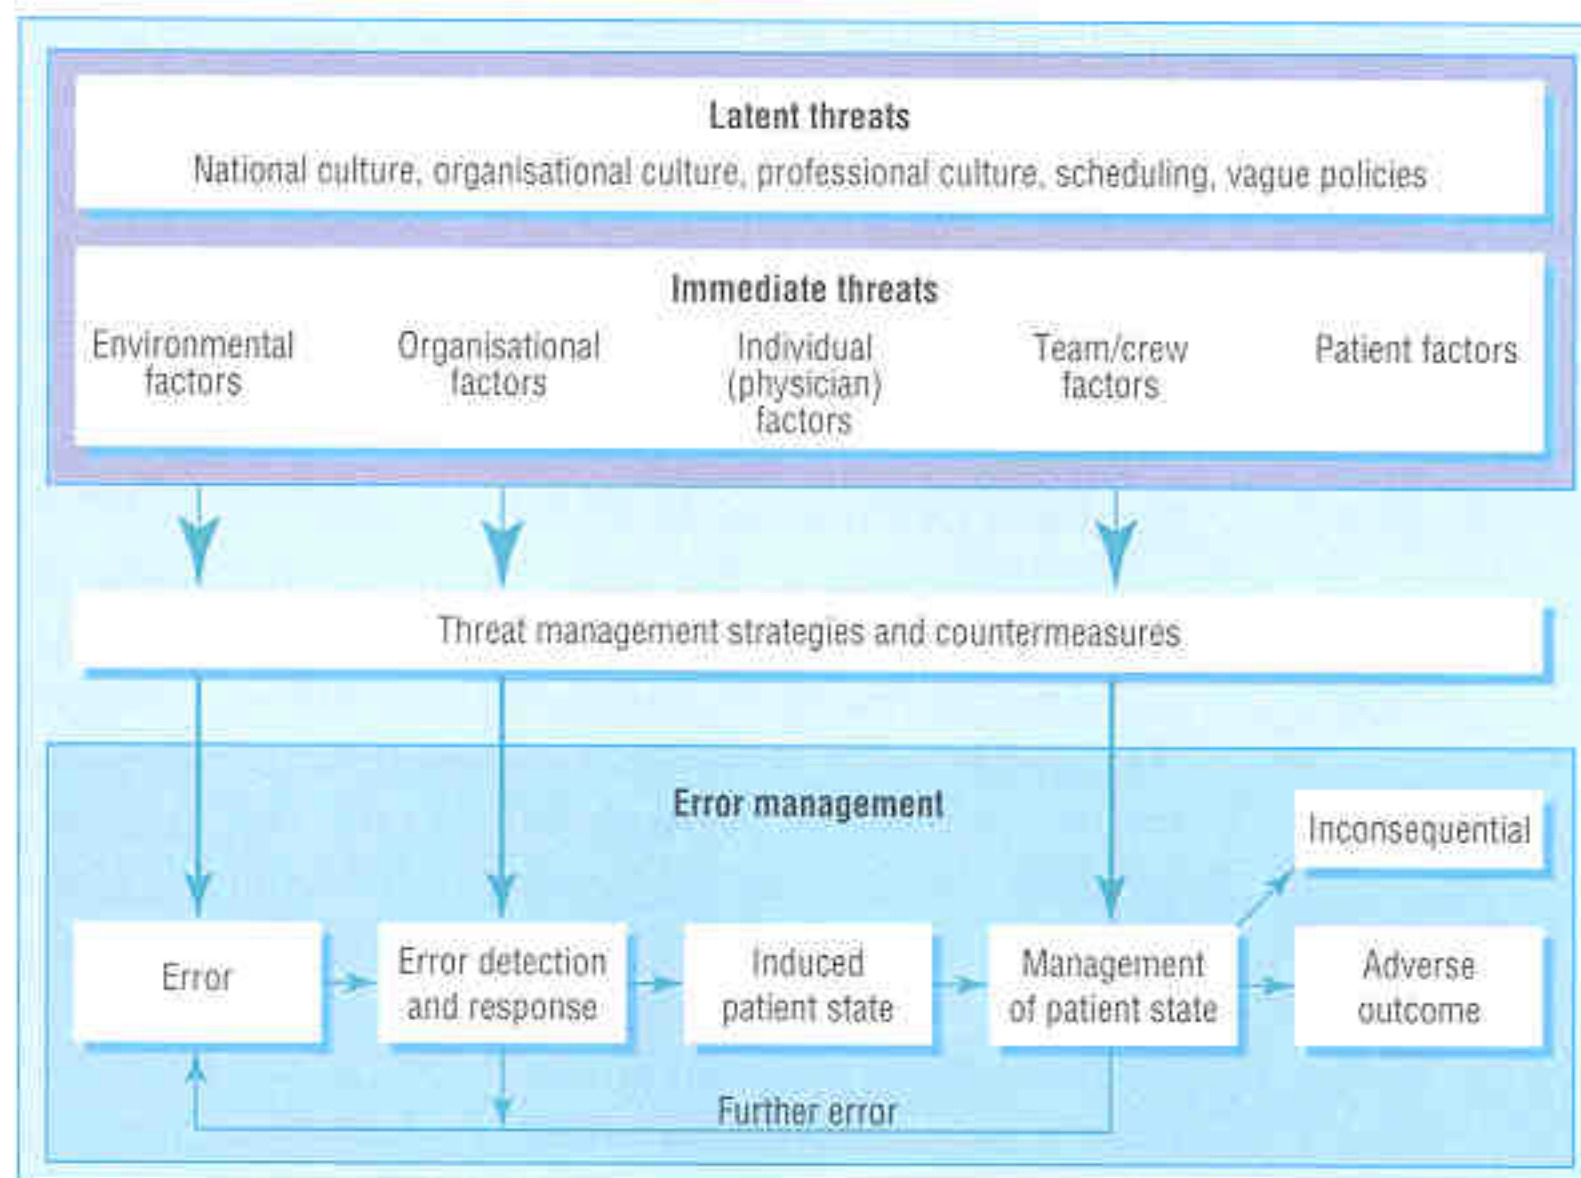 Latent threats
National culture, organisational culture, professional culture, scheduling, vague policies
Immediate threats
Environmental
factors
Organisational
factors
Individual
(physician)
factors
Team/crew
factors
Patient factors
Threat management strategies and countermeasures
Error management
Inconsequential
Error
Error detection
and response
Induced
patient state
Management
of patient state
Adverse
outcome
Further error